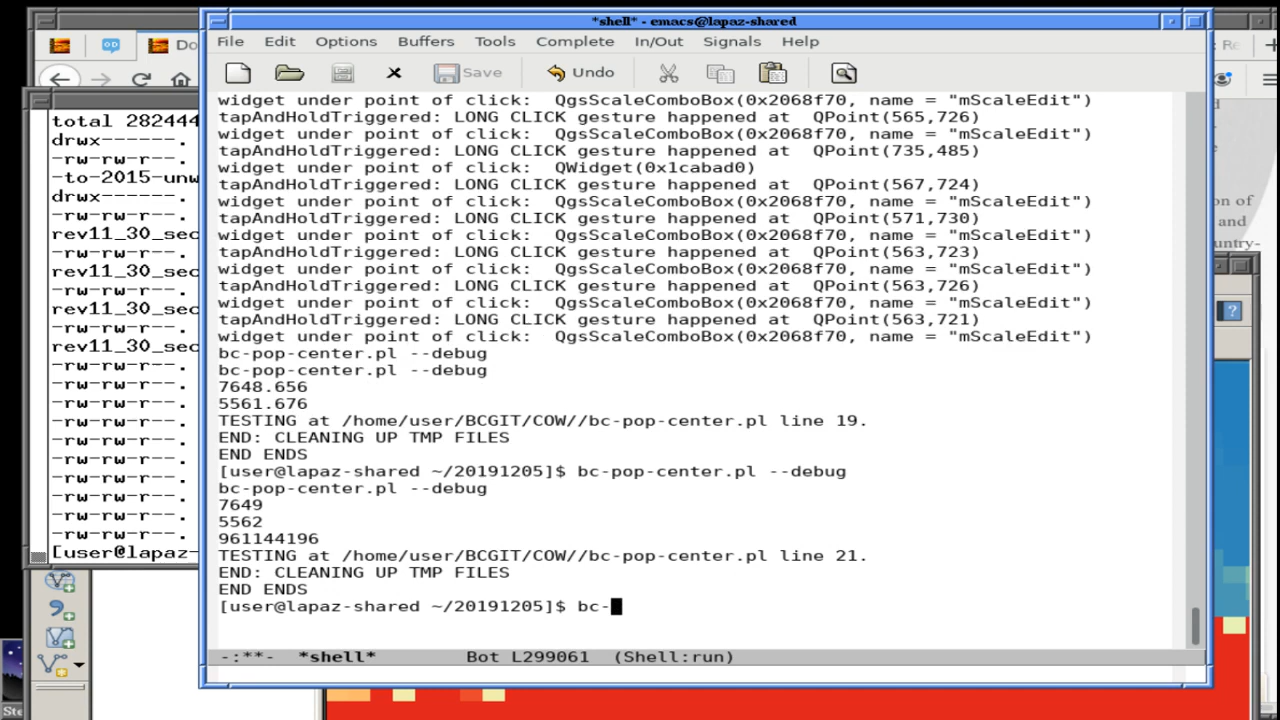 *shell* - emacs@lapaz-shared
File Edit Options Buffers Tools Complete In/Out Signals Help
Save Undo
widget under point of click:  QgsScaleComboBox(0x2068f70, name = "mScaleEdit")
tapAndHoldTriggered: LONG CLICK gesture happened at  QPoint(565,726)
widget under point of click:  QgsScaleComboBox(0x2068f70, name = "mScaleEdit")
tapAndHoldTriggered: LONG CLICK gesture happened at  QPoint(735,485)
widget under point of click:  QWidget(0x1cabad0)
tapAndHoldTriggered: LONG CLICK gesture happened at  QPoint(567,724)
widget under point of click:  QgsScaleComboBox(0x2068f70, name = "mScaleEdit")
tapAndHoldTriggered: LONG CLICK gesture happened at  QPoint(571,730)
widget under point of click:  QgsScaleComboBox(0x2068f70, name = "mScaleEdit")
tapAndHoldTriggered: LONG CLICK gesture happened at  QPoint(563,723)
widget under point of click:  QgsScaleComboBox(0x2068f70, name = "mScaleEdit")
tapAndHoldTriggered: LONG CLICK gesture happened at  QPoint(563,726)
widget under point of click:  QgsScaleComboBox(0x2068f70, name = "mScaleEdit")
tapAndHoldTriggered: LONG CLICK gesture happened at  QPoint(563,721)
widget under point of click:  QgsScaleComboBox(0x2068f70, name = "mScaleEdit")
bc-pop-center.pl --debug
bc-pop-center.pl --debug
7648.656
5561.676
TESTING at /home/user/BCGIT/COW//bc-pop-center.pl line 19.
END: CLEANING UP TMP FILES
END ENDS
[user@lapaz-shared ~/20191205]$ bc-pop-center.pl --debug
bc-pop-center.pl --debug
7649
5562
961144196
TESTING at /home/user/BCGIT/COW//bc-pop-center.pl line 21.
END: CLEANING UP TMP FILES
END ENDS
[user@lapaz-shared ~/20191205]$ bc-
-:**-  *shell*        Bot L299061  (Shell:run)
Do
total 282444
drwx------.
-rw-rw-r--.
-to-2015-unw
drwx------.
-rw-rw-r--.
rev11_30_sec
-rw-rw-r--.
rev11_30_sec
-rw-rw-r--.
rev11_30_sec
-rw-rw-r--.
rev11_30_sec
-rw-rw-r--.
-rw-rw-r--.
-rw-rw-r--.
-rw-rw-r--.
-rw-rw-r--.
-rw-rw-r--.
-rw-rw-r--.
-rw-rw-r--.
-rw-rw-r--.
-rw-rw-r--.
[user@lapaz-
on of
and
ountry-